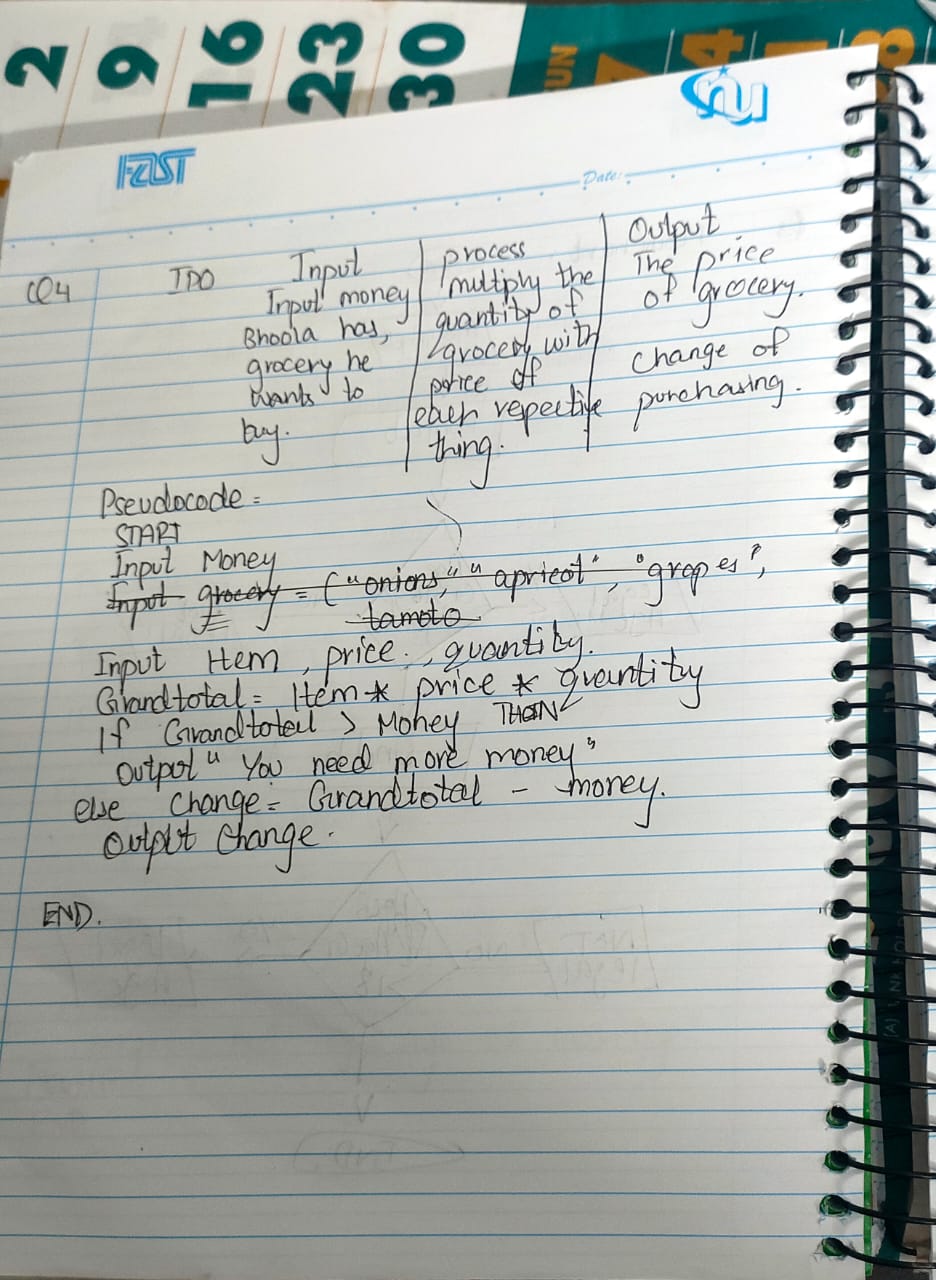 2 9 16 23 30
JUN
FAST
nu
Date:
Q4 IPO
Input
Input money
Bhoola has,
grocery he
wants to
buy.
process
multiply the
quantity of
grocery with
price of
each repective
thing.
Output
The price
of grocery.
change of
purchasing.
Pseudocode =
START
Input Money
Input grocery = ("onions", "apricot", "grapes",
tamoto
Input Item, price, quantity.
Grandtotal = Item * price * quantity
If Grandtotal > Money THEN
output "You need more money"
else change = Grandtotal - money.
Output change.
END.